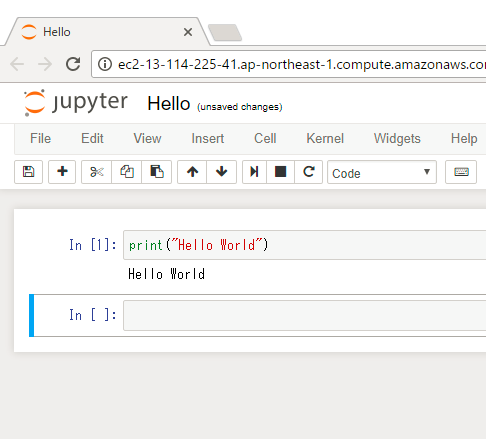 Hello
ec2-13-114-225-41.ap-northeast-1.compute.amazonaws.co
jupyter Hello (unsaved changes)
File Edit View Insert Cell Kernel Widgets Help
Code
In [1]: print("Hello World")
Hello World
In [ ]: